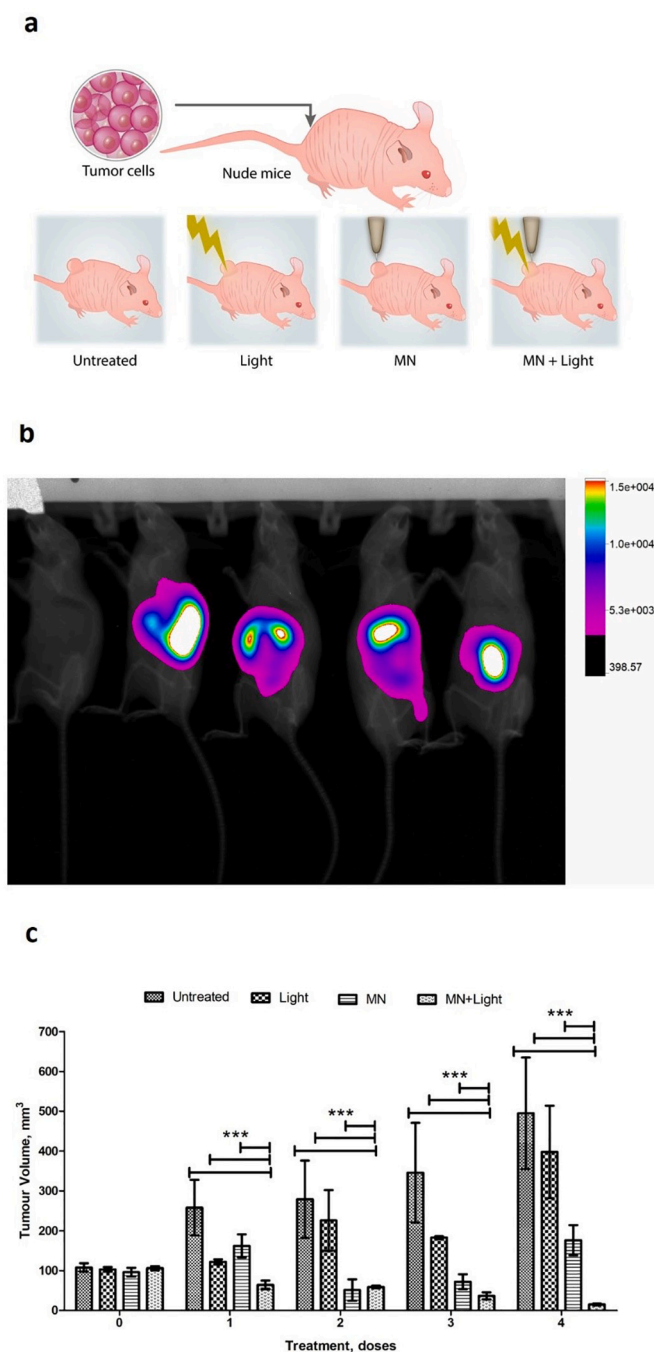 a
Tumor cells
Nude mice
Untreated
Light
MN
MN + Light
b
1.5e+004
1.0e+004
5.3e+003
398.57
c
Untreated
Light
MN
MN+Light
***
***
***
***
Tumour Volume, mm³
700
600
500
400
300
200
100
0
0
1
2
3
4
Treatment, doses